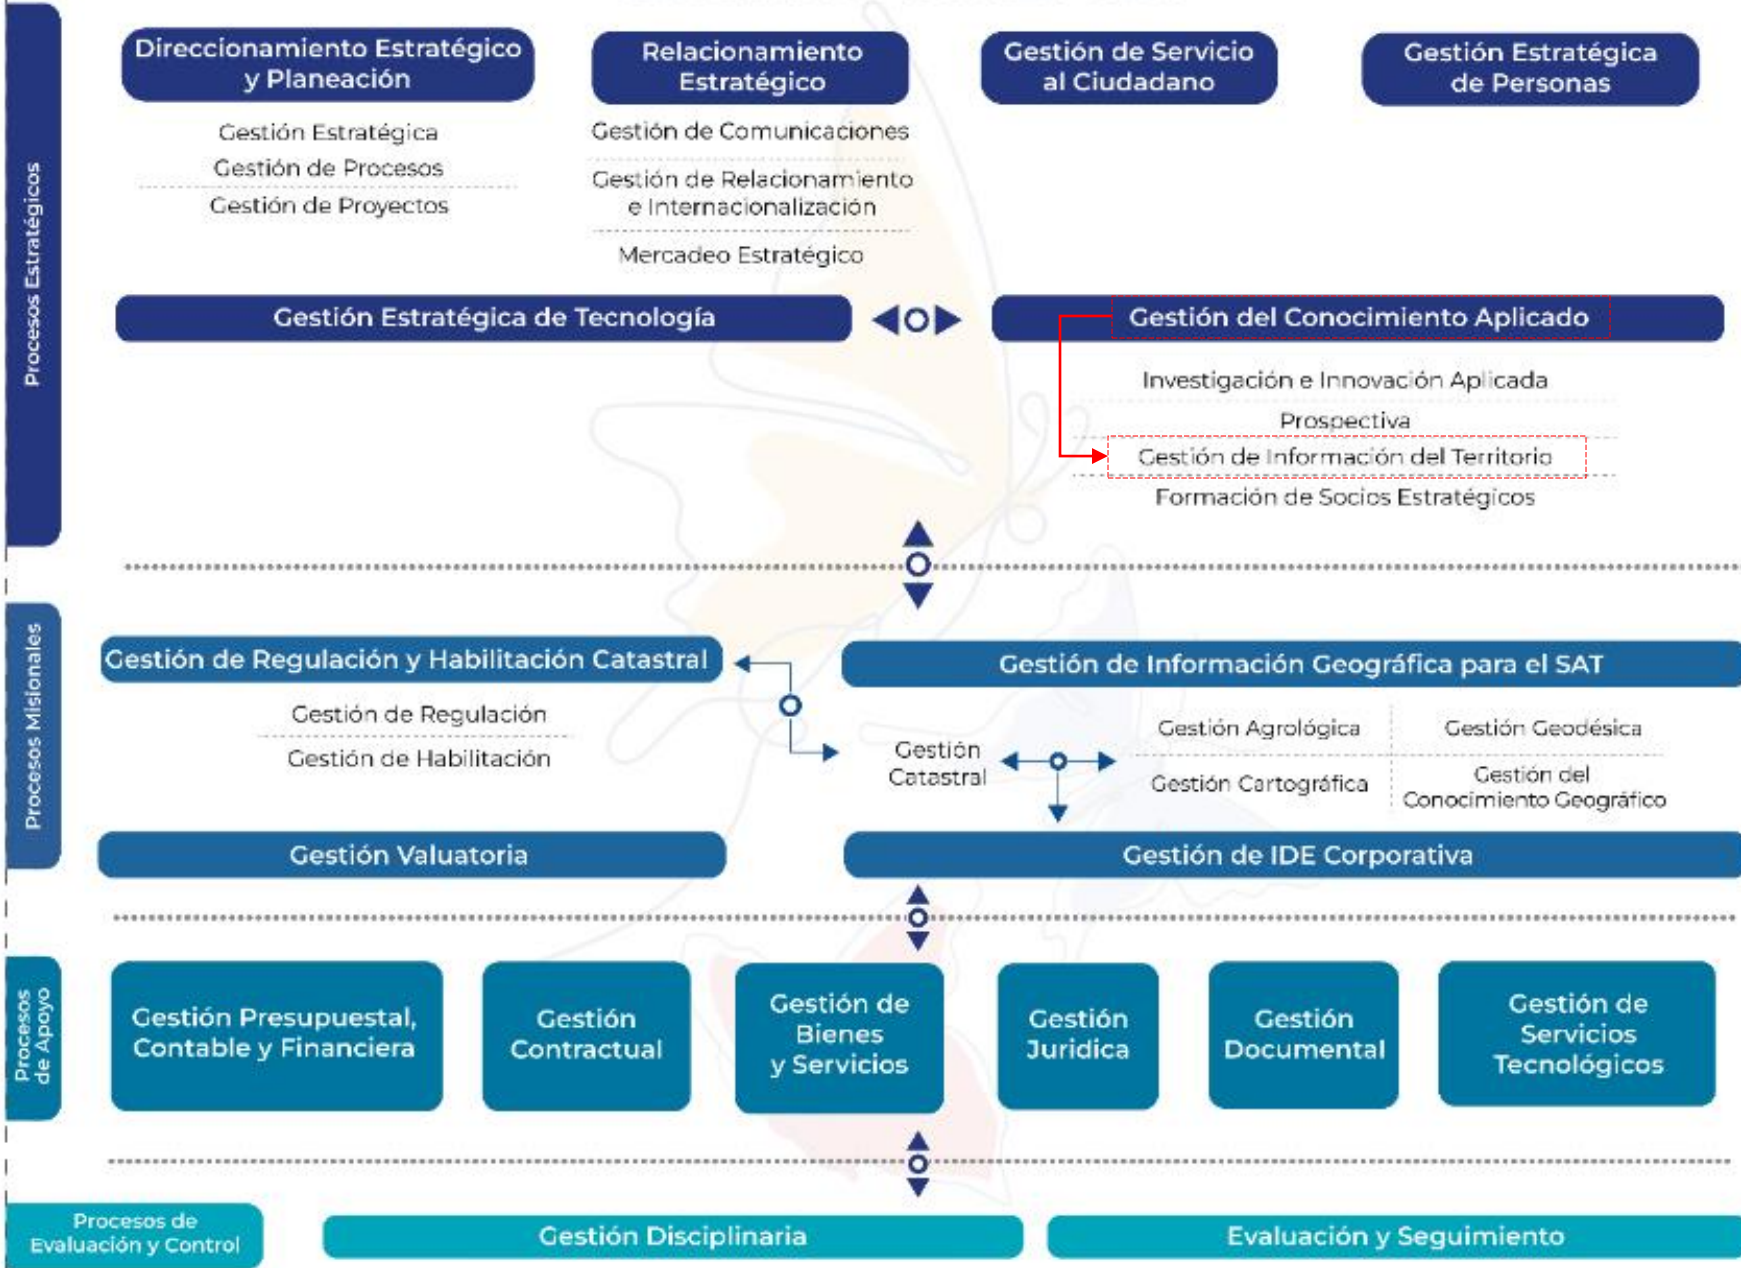 Procesos Estratégicos
Direccionamiento Estratégico
y Planeación
Gestión Estratégica
Gestión de Procesos
Gestión de Proyectos
Relacionamiento
Estratégico
Gestión de Comunicaciones
Gestión de Relacionamiento
e Internacionalización
Mercadeo Estratégico
Gestión de Servicio
al Ciudadano
Gestión Estratégica
de Personas
Gestión Estratégica de Tecnología
Gestión del Conocimiento Aplicado
Investigación e Innovación Aplicada
Prospectiva
Gestión de Información del Territorio
Formación de Socios Estratégicos
Procesos Misionales
Gestión de Regulación y Habilitación Catastral
Gestión de Regulación
Gestión de Habilitación
Gestión de Información Geográfica para el SAT
Gestión
Catastral
Gestión Agrológica
Gestión Geodésica
Gestión Cartográfica
Gestión del
Conocimiento Geográfico
Gestión Valuatoria
Gestión de IDE Corporativa
Procesos
de Apoyo
Gestión Presupuestal,
Contable y Financiera
Gestión
Contractual
Gestión de
Bienes
y Servicios
Gestión
Juridica
Gestión
Documental
Gestión de
Servicios
Tecnológicos
Procesos de
Evaluación y Control
Gestión Disciplinaria
Evaluación y Seguimiento